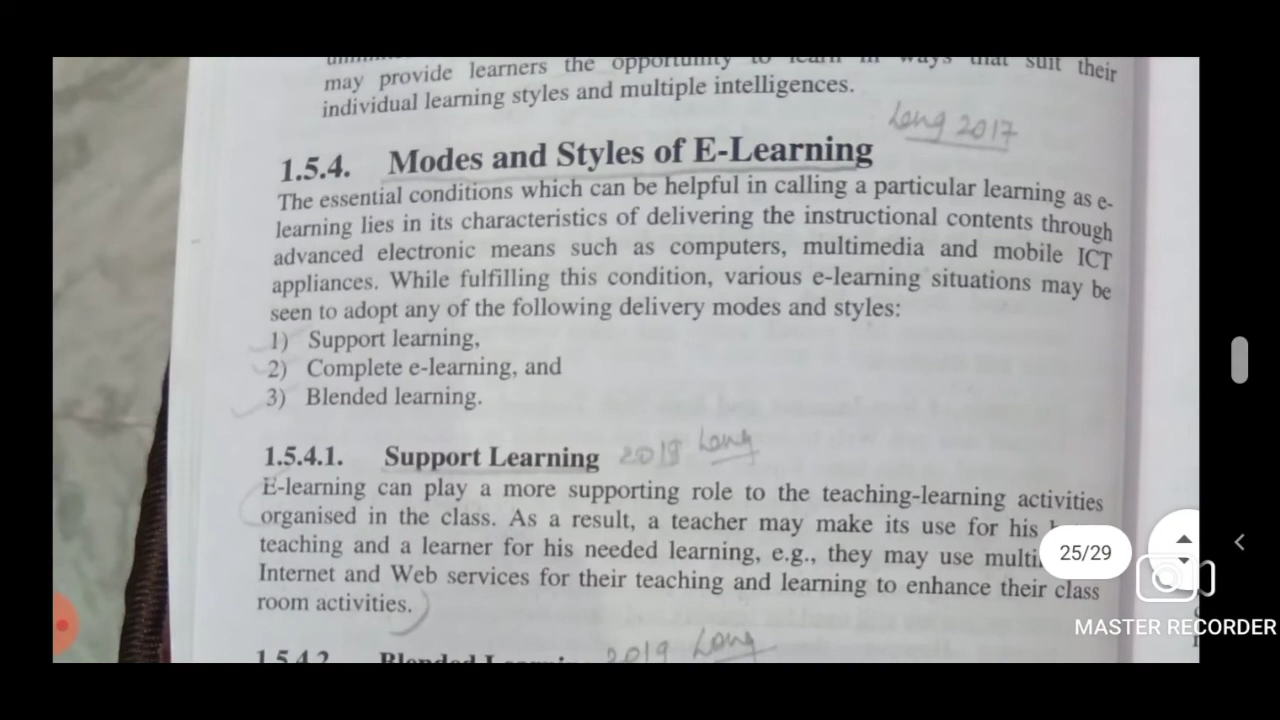 may provide learners the opportunity to learn in ways that suit their
individual learning styles and multiple intelligences.
Long 2017
1.5.4. Modes and Styles of E-Learning
The essential conditions which can be helpful in calling a particular learning as e-
learning lies in its characteristics of delivering the instructional contents through
advanced electronic means such as computers, multimedia and mobile ICT
appliances. While fulfilling this condition, various e-learning situations may be
seen to adopt any of the following delivery modes and styles:
1) Support learning,
2) Complete e-learning, and
3) Blended learning.
1.5.4.1. Support Learning 2018 Long
E-learning can play a more supporting role to the teaching-learning activities
organised in the class. As a result, a teacher may make its use for his
teaching and a learner for his needed learning, e.g., they may use
Internet and Web services for their teaching and learning to enhance their class
room activities.
25/29
MASTER RECORDER
1.5.4.2 Blended 2019 Long